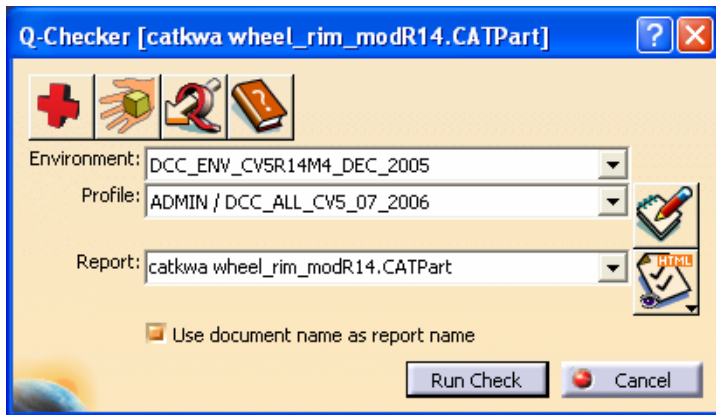 Q-Checker [catkwa wheel_rim_modR14.CATPart]
Environment: DCC_ENV_CV5R14M4_DEC_2005
Profile: ADMIN / DCC_ALL_CV5_07_2006
Report: catkwa wheel_rim_modR14.CATPart
HTML
Use document name as report name
Run Check Cancel